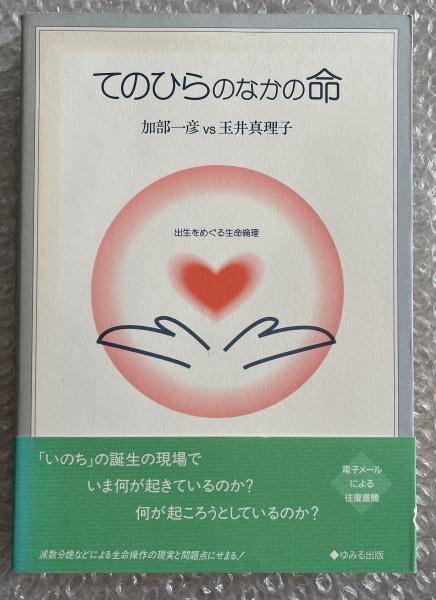 てのひらのなかの命
加部一彦 vs 玉井真理子
出生をめぐる生命倫理
「いのち」の誕生の現場で
いま何が起きているのか?
何が起ころうとしているのか?
電子メール
による
往復書簡
減数分娩などによる生命操作の現実と問題点にせまる!
◆ゆみる出版